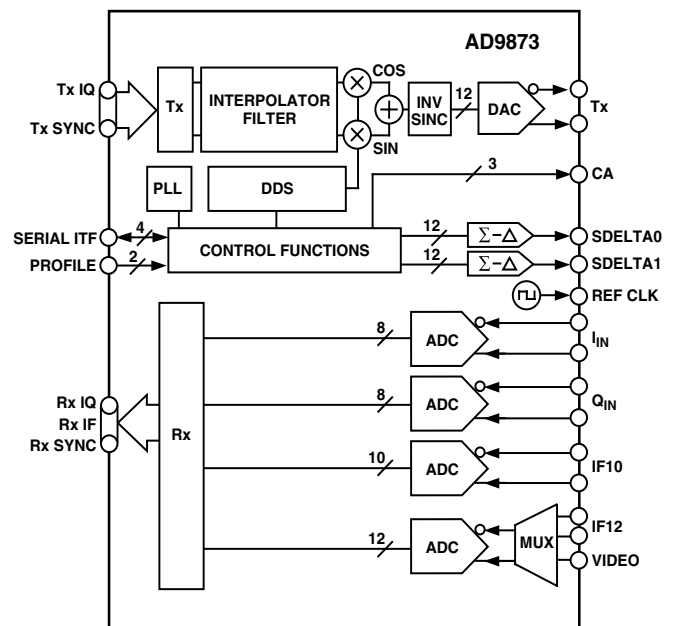 AD9873
Tx IQ
Tx SYNC
Tx
INTERPOLATOR
FILTER
COS
SIN
INV
SINC
12
DAC
Tx
PLL
DDS
3
CA
SERIAL ITF
4
PROFILE
2
CONTROL FUNCTIONS
12
Σ–Δ
SDELTA0
12
Σ–Δ
SDELTA1
REF CLK
8
ADC
IIN
8
ADC
QIN
Rx IQ
Rx IF
Rx SYNC
Rx
10
ADC
IF10
12
ADC
MUX
IF12
VIDEO